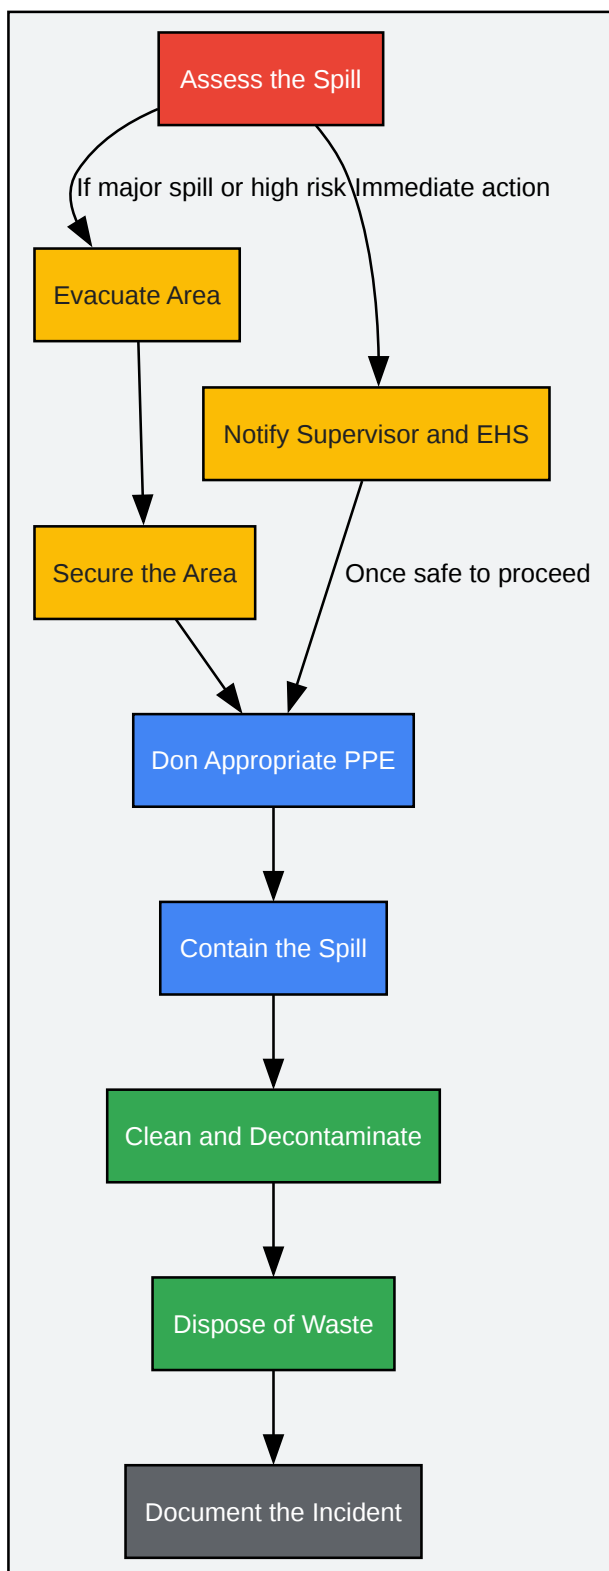 Assess the Spill
If major spill or high risk
Immediate action
Evacuate Area
Notify Supervisor and EHS
Secure the Area
Once safe to proceed
Don Appropriate PPE
Contain the Spill
Clean and Decontaminate
Dispose of Waste
Document the Incident